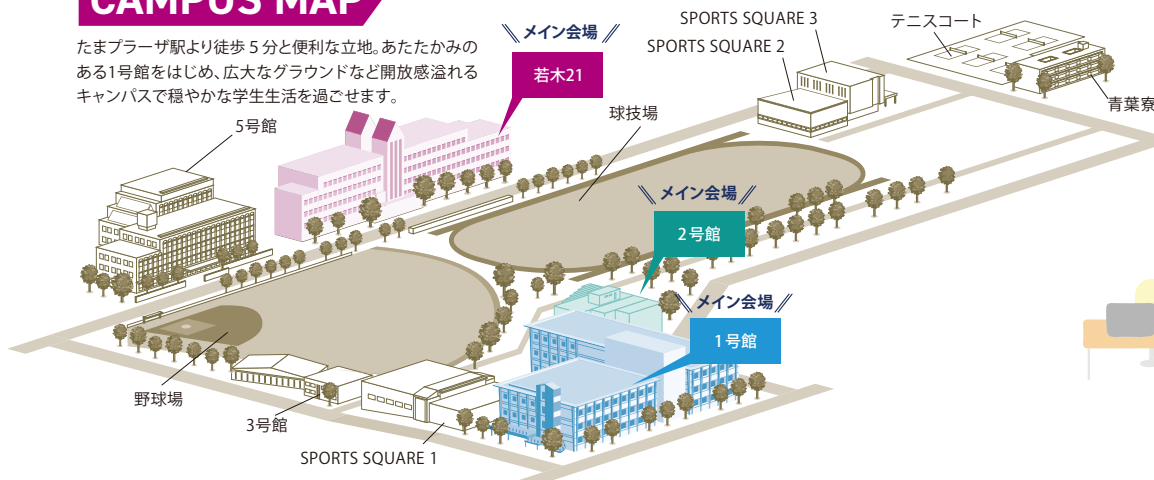 CAMPUS MAP
たまプラーザ駅より徒歩5分と便利な立地。あたたかみの
ある1号館をはじめ、広大なグラウンドなど開放感溢れる
キャンパスで穏やかな学生生活を過ごせます。
メイン会場
若木21
SPORTS SQUARE 3
SPORTS SQUARE 2
テニスコート
青葉寮
球技場
5号館
メイン会場
2号館
メイン会場
1号館
野球場
3号館
SPORTS SQUARE 1